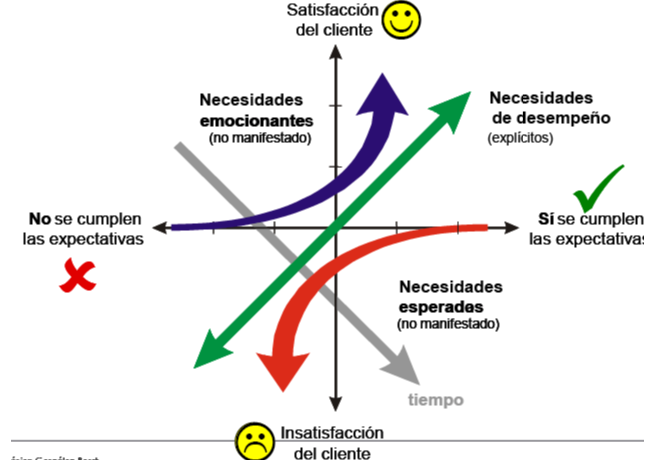 Satisfacción
del cliente
Necesidades
emocionantes
(no manifestado)
Necesidades
de desempeño
(explícitos)
No se cumplen
las expectativas
Sí se cumplen
las expectativas
Necesidades
esperadas
(no manifestado)
tiempo
Insatisfacción
del cliente